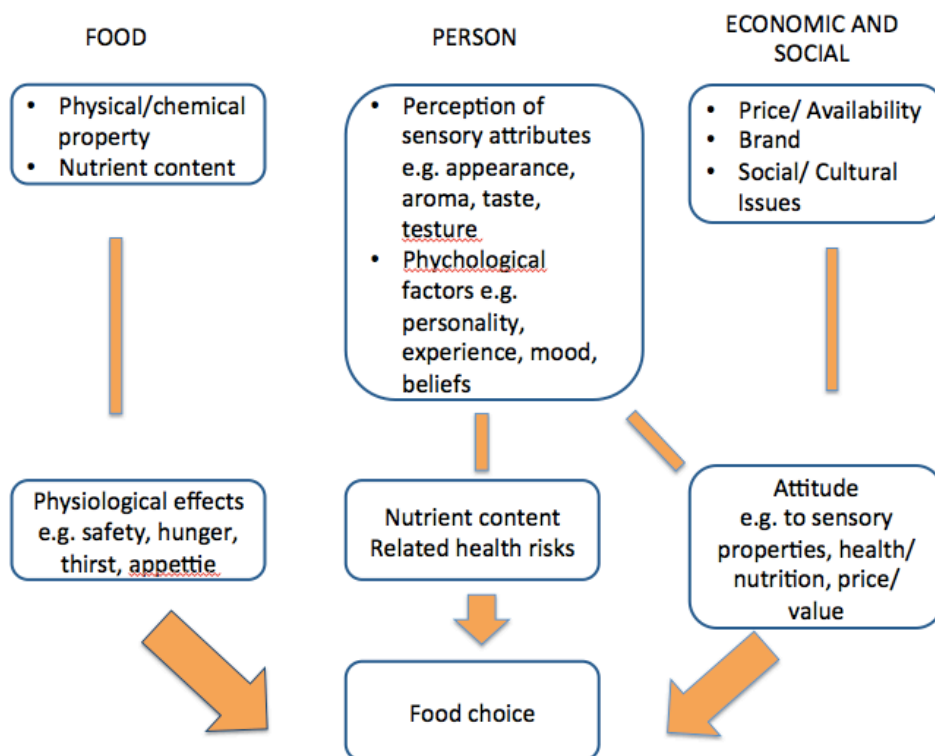 FOOD
• Physical/chemical
property
• Nutrient content
PERSON
• Perception of
sensory attributes
e.g. appearance,
aroma, taste,
testure
• Phychological
factors e.g.
personality,
experience, mood,
beliefs
ECONOMIC AND
SOCIAL
• Price/ Availability
• Brand
• Social/ Cultural
Issues
Physiological effects
e.g. safety, hunger,
thirst, appettie
Nutrient content
Related health risks
Attitude
e.g. to sensory
properties, health/
nutrition, price/
value
Food choice